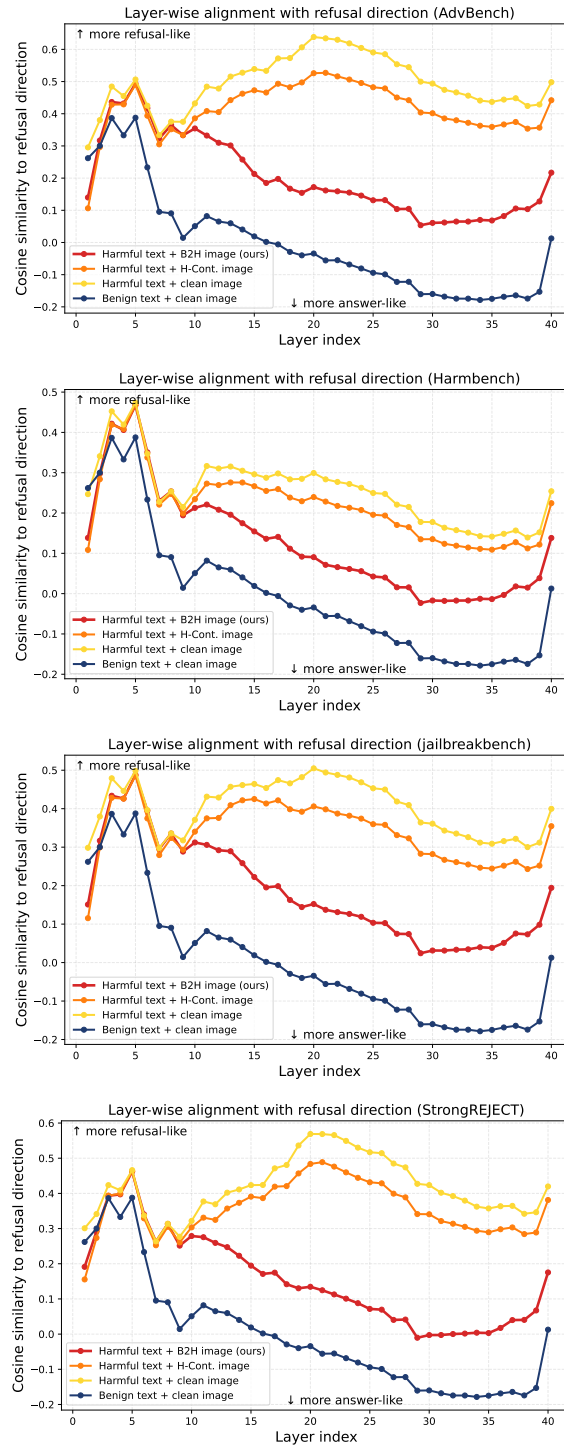 Layer-wise alignment with refusal direction (AdvBench)
↑ more refusal-like
Cosine similarity to refusal direction
0.6
0.5
0.4
0.3
0.2
0.1
0.0
−0.1
−0.2
Harmful text + B2H image (ours)
Harmful text + H-Cont. image
Harmful text + clean image
Benign text + clean image
↓ more answer-like
0 5 10 15 20 25 30 35 40
Layer index
Layer-wise alignment with refusal direction (Harmbench)
↑ more refusal-like
Cosine similarity to refusal direction
0.5
0.4
0.3
0.2
0.1
0.0
−0.1
−0.2
Harmful text + B2H image (ours)
Harmful text + H-Cont. image
Harmful text + clean image
Benign text + clean image
↓ more answer-like
0 5 10 15 20 25 30 35 40
Layer index
Layer-wise alignment with refusal direction (jailbreakbench)
↑ more refusal-like
Cosine similarity to refusal direction
0.5
0.4
0.3
0.2
0.1
0.0
−0.1
−0.2
Harmful text + B2H image (ours)
Harmful text + H-Cont. image
Harmful text + clean image
Benign text + clean image
↓ more answer-like
0 5 10 15 20 25 30 35 40
Layer index
Layer-wise alignment with refusal direction (StrongREJECT)
↑ more refusal-like
Cosine similarity to refusal direction
0.6
0.5
0.4
0.3
0.2
0.1
0.0
−0.1
−0.2
Harmful text + B2H image (ours)
Harmful text + H-Cont. image
Harmful text + clean image
Benign text + clean image
↓ more answer-like
0 5 10 15 20 25 30 35 40
Layer index